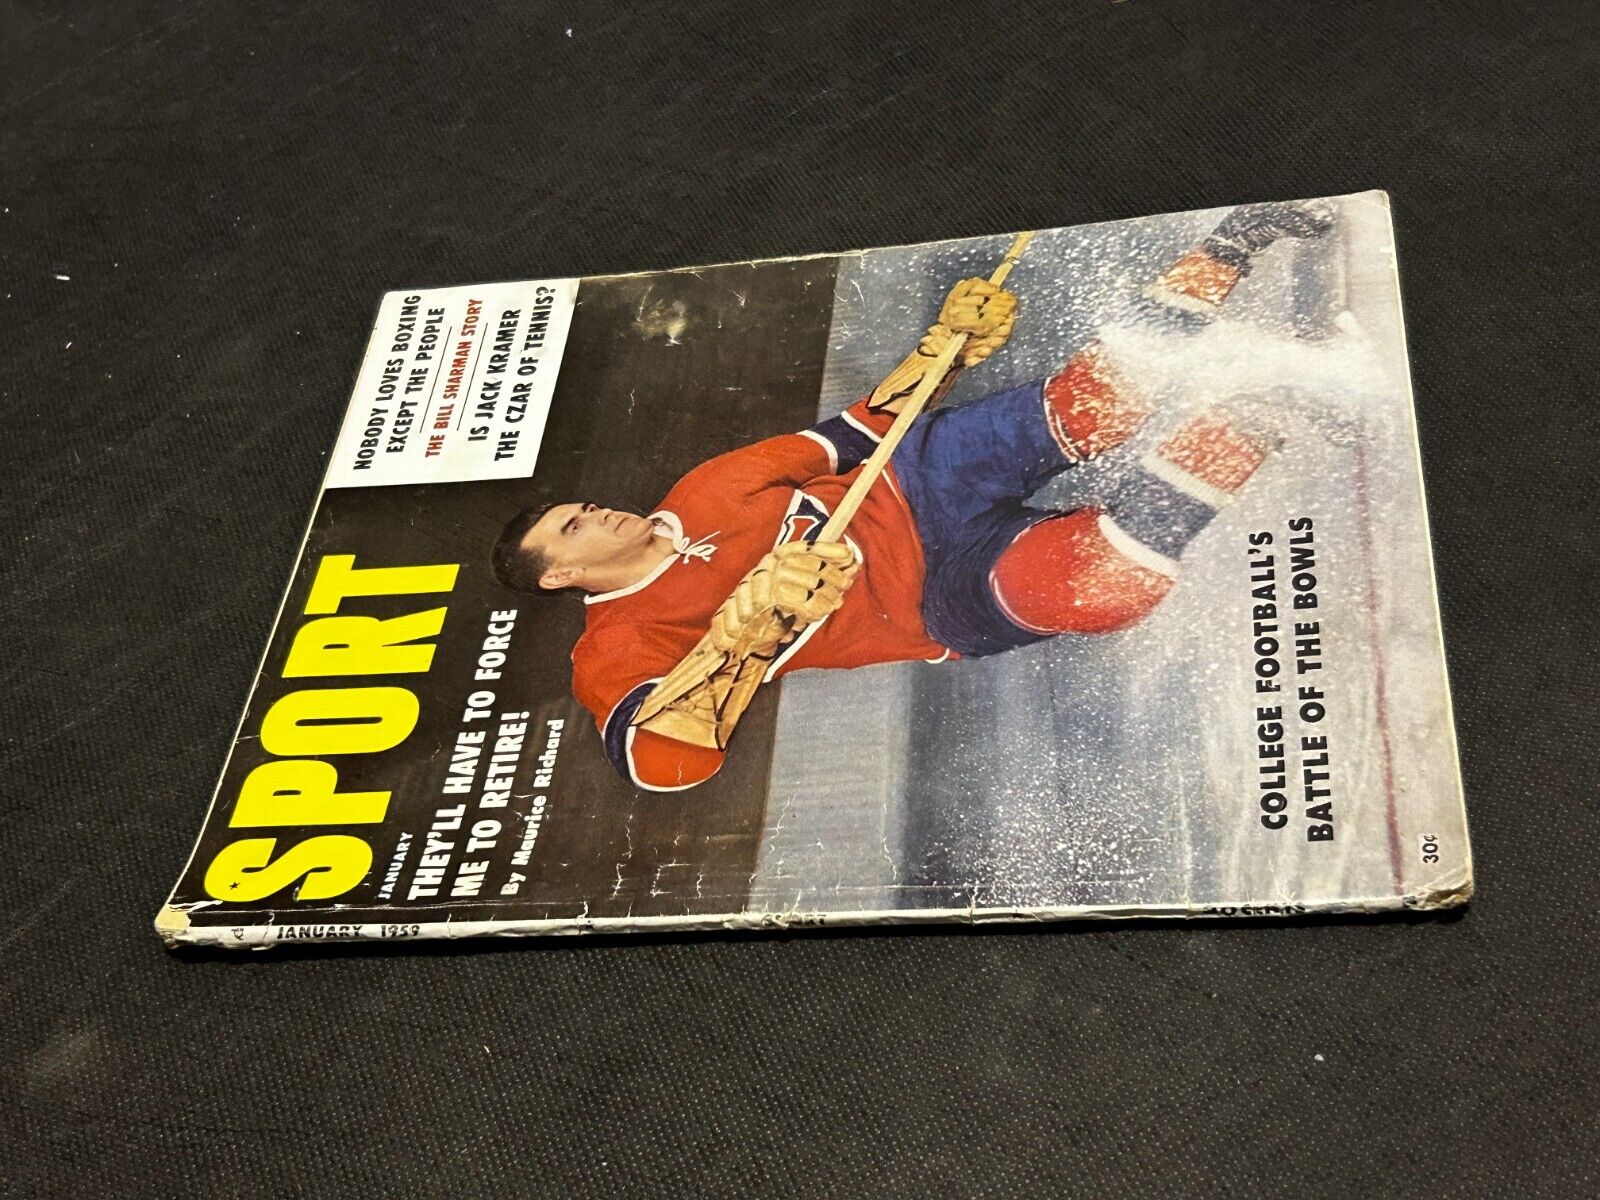 NOBODY LOVES BOXING
EXCEPT THE PEOPLE
THE BILL SHARMAN STORY
IS JACK KRAMER
THE CZAR OF TENNIS?
SPORT
JANUARY
THEY'LL HAVE TO FORCE
ME TO RETIRE!
By Maurice Richard
COLLEGE FOOTBALL'S
BATTLE OF THE BOWLS
30¢
JANUARY 1959